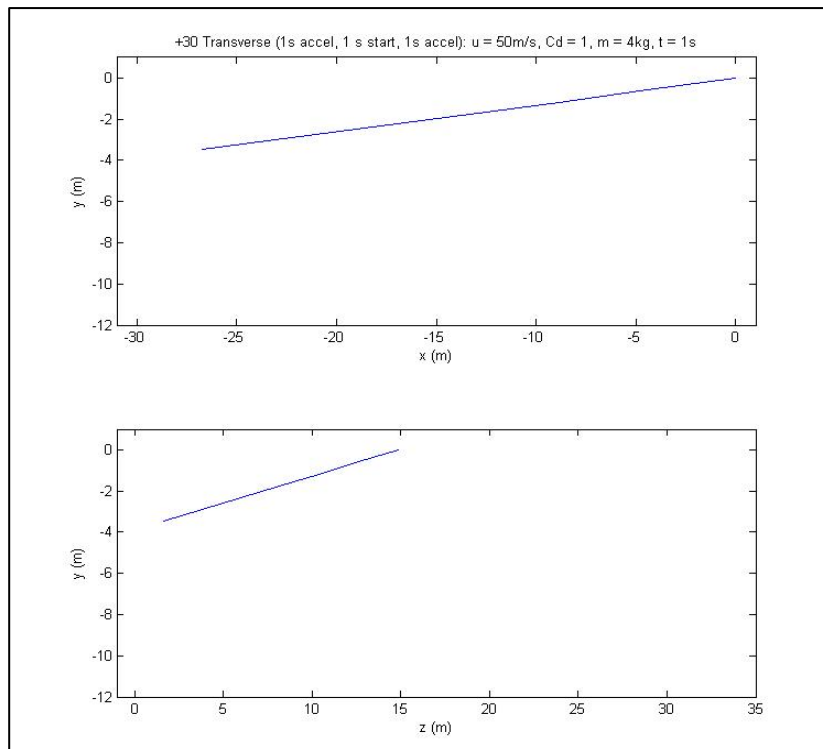 +30 Transverse (1s accel, 1 s start, 1s accel): u = 50m/s, Cd = 1, m = 4kg, t = 1s
0
-2
-4
-6
-8
-10
-12
y (m)
-30 -25 -20 -15 -10 -5 0
x (m)
0
-2
-4
-6
-8
-10
-12
y (m)
0 5 10 15 20 25 30 35
z (m)